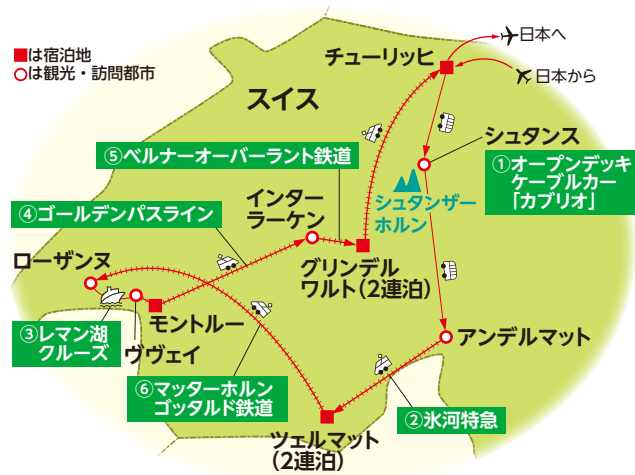 ■は宿泊地
○は観光・訪問都市
チューリッヒ
日本へ
日本から
スイス
シュタンス
①オープンデッキ
ケーブルカー
「カブリオ」
⑤ベルナーオーバーラント鉄道
シュタンザー
ホルン
インター
ラーケン
④ゴールデンパスライン
グリンデル
ワルト(2連泊)
ローザンヌ
モントルー
アンデルマット
③レマン湖
クルーズ
ヴヴェイ
⑥マッターホルン
ゴッタルド鉄道
②氷河特急
ツェルマット
(2連泊)